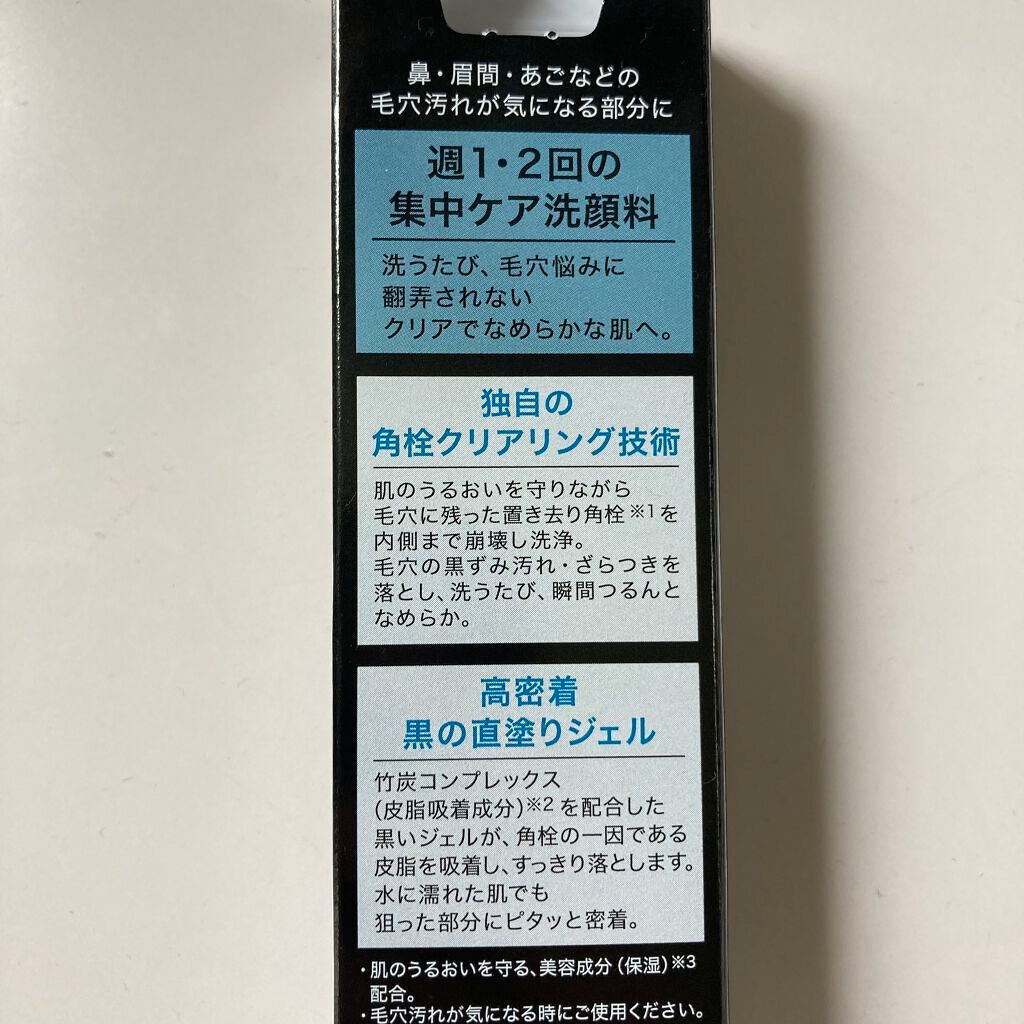 鼻・眉間・あごなどの
毛穴汚れが気になる部分に
週1・2回の
集中ケア洗顔料
洗うたび、毛穴悩みに
翻弄されない
クリアでなめらかな肌へ。
独自の
角栓クリアリング技術
肌のうるおいを守りながら
毛穴に残った置き去り角栓※1を
内側まで崩壊し洗浄。
毛穴の黒ずみ汚れ・ざらつきを
落とし、洗うたび、瞬間つるんと
なめらか。
高密着
黒の直塗りジェル
竹炭コンプレックス
(皮脂吸着成分)※2を配合した
黒いジェルが、角栓の一因である
皮脂を吸着し、すっきり落とします。
水に濡れた肌でも
狙った部分にピタッと密着。
・肌のうるおいを守る、美容成分(保湿)※3
配合。
・毛穴汚れが気になる時にご使用ください。